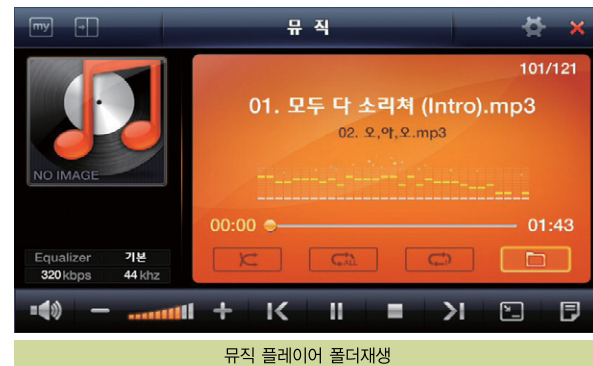 my
뮤 직
101/121
01. 모두 다 소리쳐 (Intro).mp3
02. 오,아,오.mp3
NO IMAGE
00:00
01:43
ALL
Equalizer 기본
320 kbps 44 khz
뮤직 플레이어 폴더재생